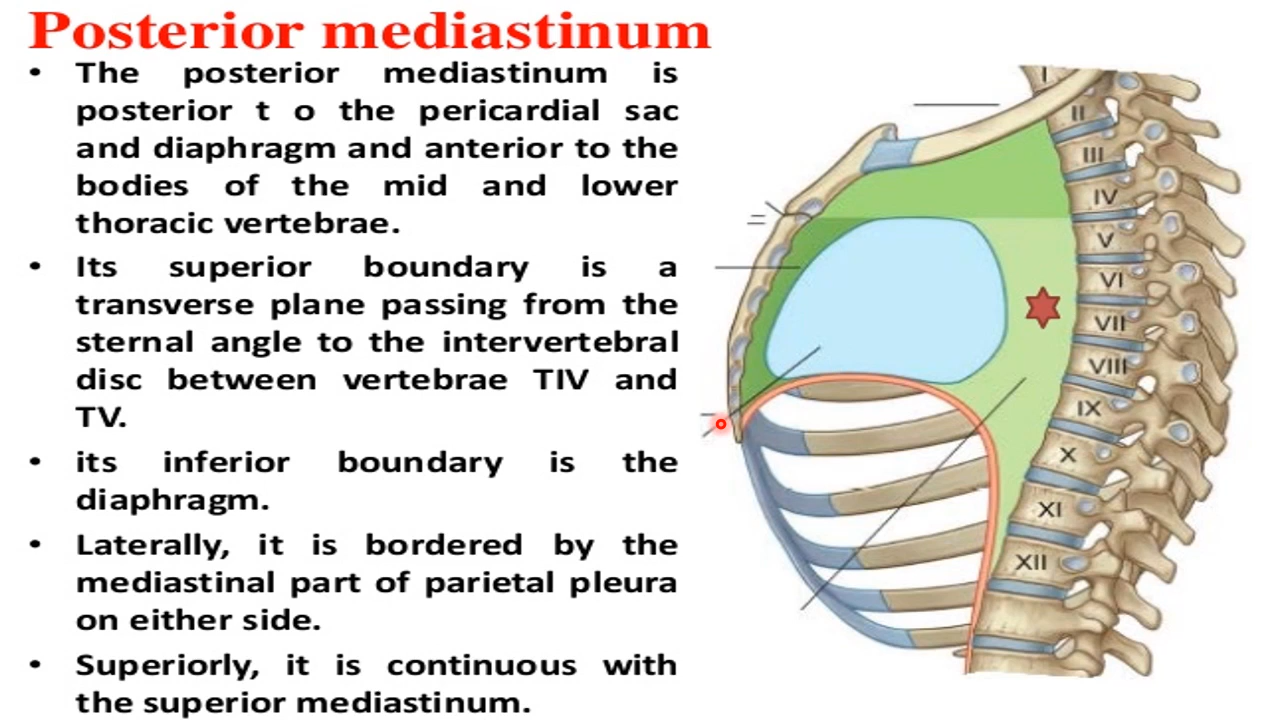 Posterior mediastinum
• The posterior mediastinum is
posterior t o the pericardial sac
and diaphragm and anterior to the
bodies of the mid and lower
thoracic vertebrae.
• Its superior boundary is a
transverse plane passing from the
sternal angle to the intervertebral
disc between vertebrae TIV and
TV.
• its inferior boundary is the
diaphragm.
• Laterally, it is bordered by the
mediastinal part of parietal pleura
on either side.
• Superiorly, it is continuous with
the superior mediastinum.
I
II
III
IV
V
VI
VII
VIII
IX
X
XI
XII